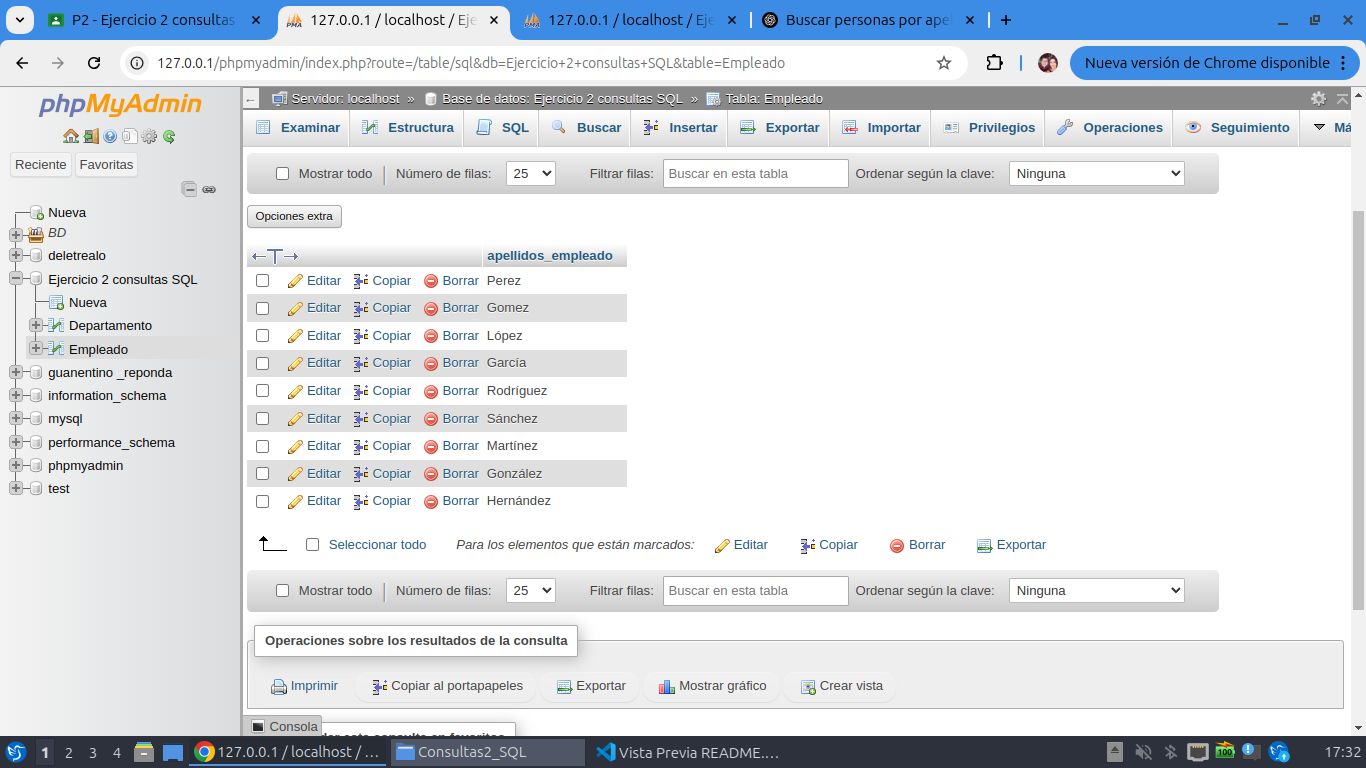 P2 - Ejercicio 2 consultas
127.0.0.1 / localhost / Eje
127.0.0.1 / localhost / Eje
Buscar personas por ape
127.0.0.1/phpmyadmin/index.php?route=/table/sql&db=Ejercicio+2+consultas+SQL&table=Empleado
Nueva versión de Chrome disponible
phpMyAdmin
Reciente Favoritas
Nueva
BD
deletrealo
Ejercicio 2 consultas SQL
Nueva
Departamento
Empleado
guanentino _reponda
information_schema
mysql
performance_schema
phpmyadmin
test
Servidor: localhost » Base de datos: Ejercicio 2 consultas SQL » Tabla: Empleado
Examinar Estructura SQL Buscar Insertar Exportar Importar Privilegios Operaciones Seguimiento Má
Mostrar todo Número de filas: 25 Filtrar filas: Buscar en esta tabla Ordenar según la clave: Ninguna
Opciones extra
←T→ apellidos_empleado
Editar Copiar Borrar Perez
Editar Copiar Borrar Gomez
Editar Copiar Borrar López
Editar Copiar Borrar García
Editar Copiar Borrar Rodríguez
Editar Copiar Borrar Sánchez
Editar Copiar Borrar Martínez
Editar Copiar Borrar González
Editar Copiar Borrar Hernández
Seleccionar todo Para los elementos que están marcados: Editar Copiar Borrar Exportar
Mostrar todo Número de filas: 25 Filtrar filas: Buscar en esta tabla Ordenar según la clave: Ninguna
Operaciones sobre los resultados de la consulta
Imprimir Copiar al portapapeles Exportar Mostrar gráfico Crear vista
Consola
1 2 3 4 127.0.0.1 / localhost / ... Consultas2_SQL Vista Previa README.... 100 17:32